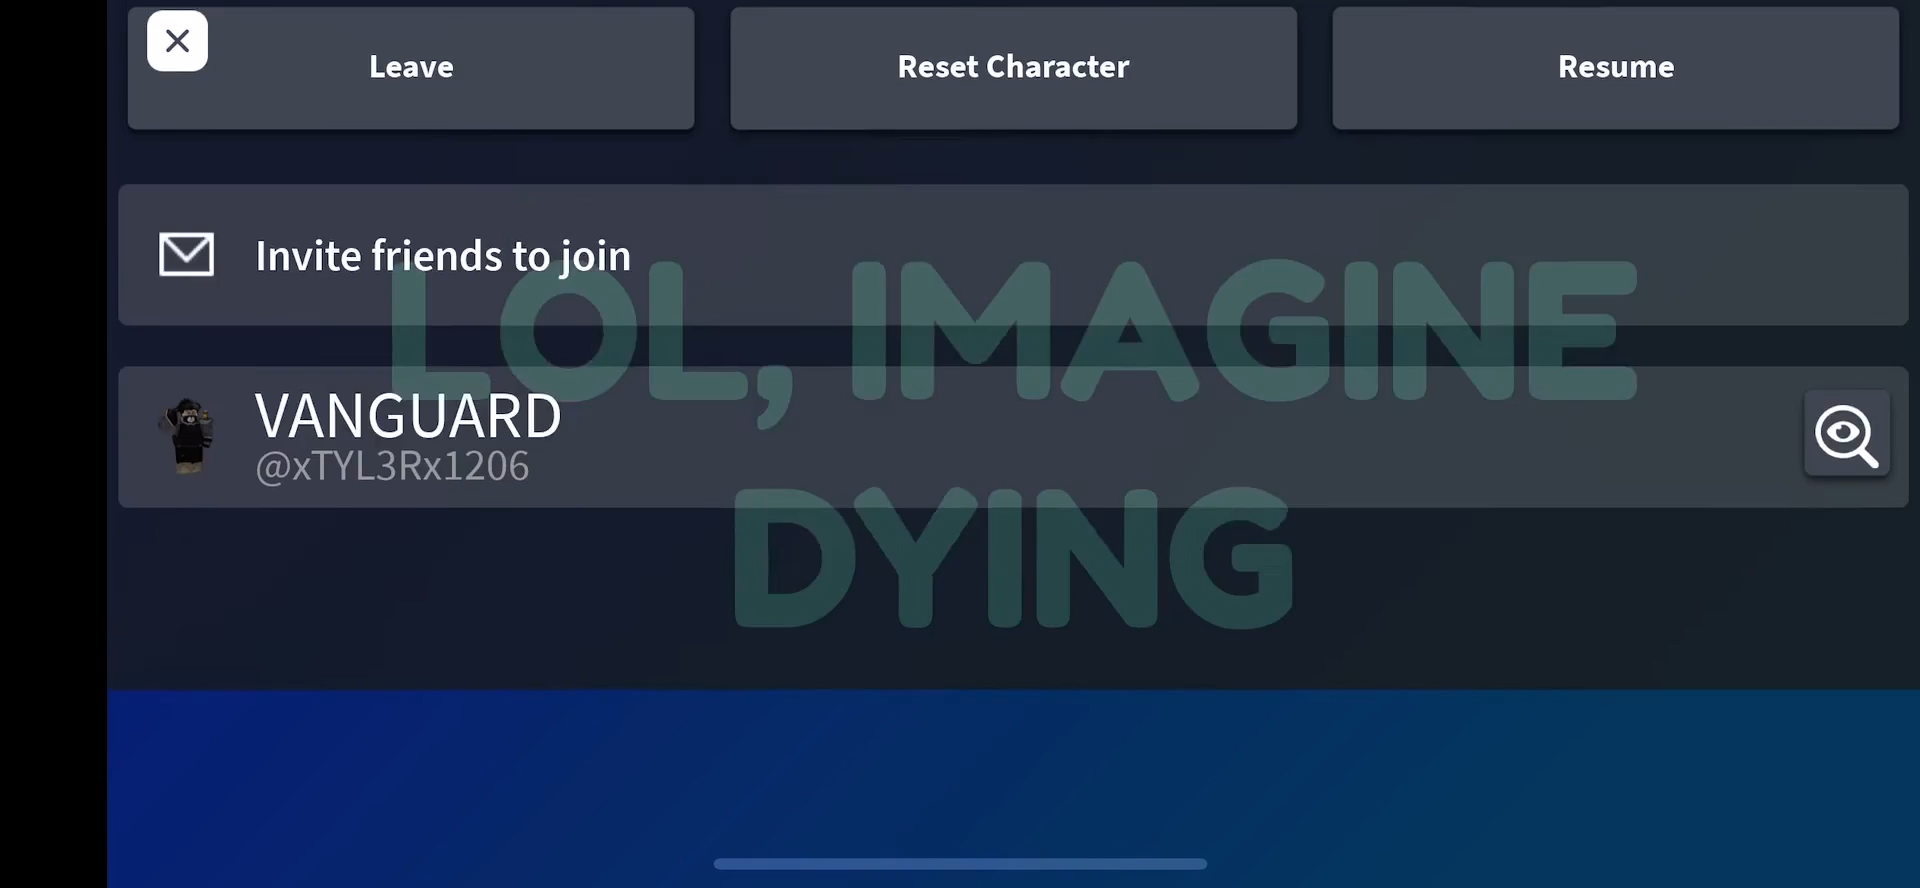 Leave
Reset Character
Resume
Invite friends to join
LOL, IMAGINE
VANGUARD
@xTYL3Rx1206
DYING